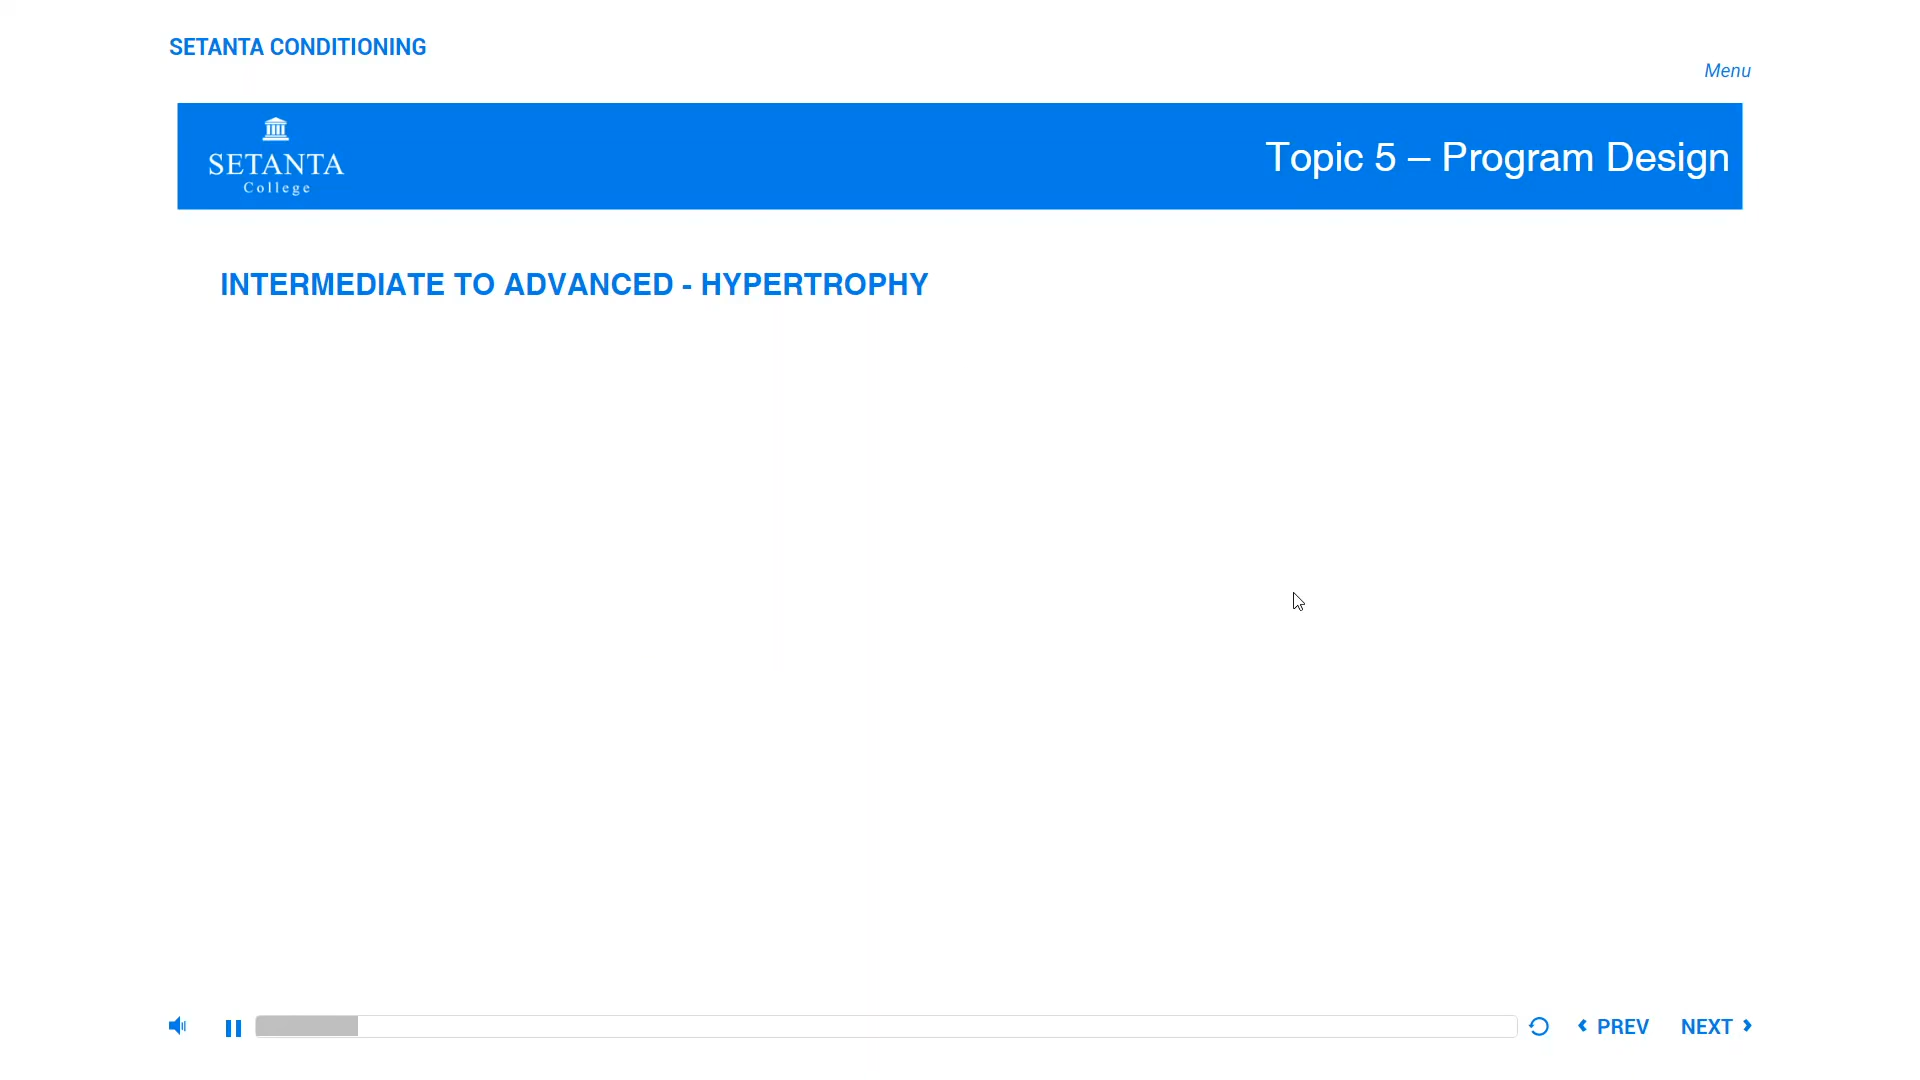 SETANTA CONDITIONING
Menu
SETANTA
College
Topic 5 – Program Design
INTERMEDIATE TO ADVANCED - HYPERTROPHY
PREV
NEXT